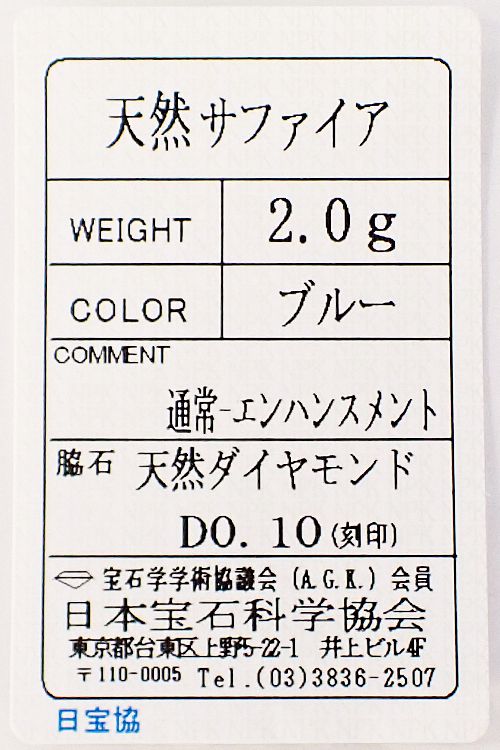 天然サファイア
WEIGHT 2.0g
COLOR ブルー
COMMENT
通常-エンハンスメント
脇石 天然ダイヤモンド
D0.10(刻印)
宝石学学術協議会(A.G.K.)会員
日本宝石科学協会
東京都台東区上野5-22-1 井上ビル4F
〒110-0005 Tel.(03)3836-2507
日宝協